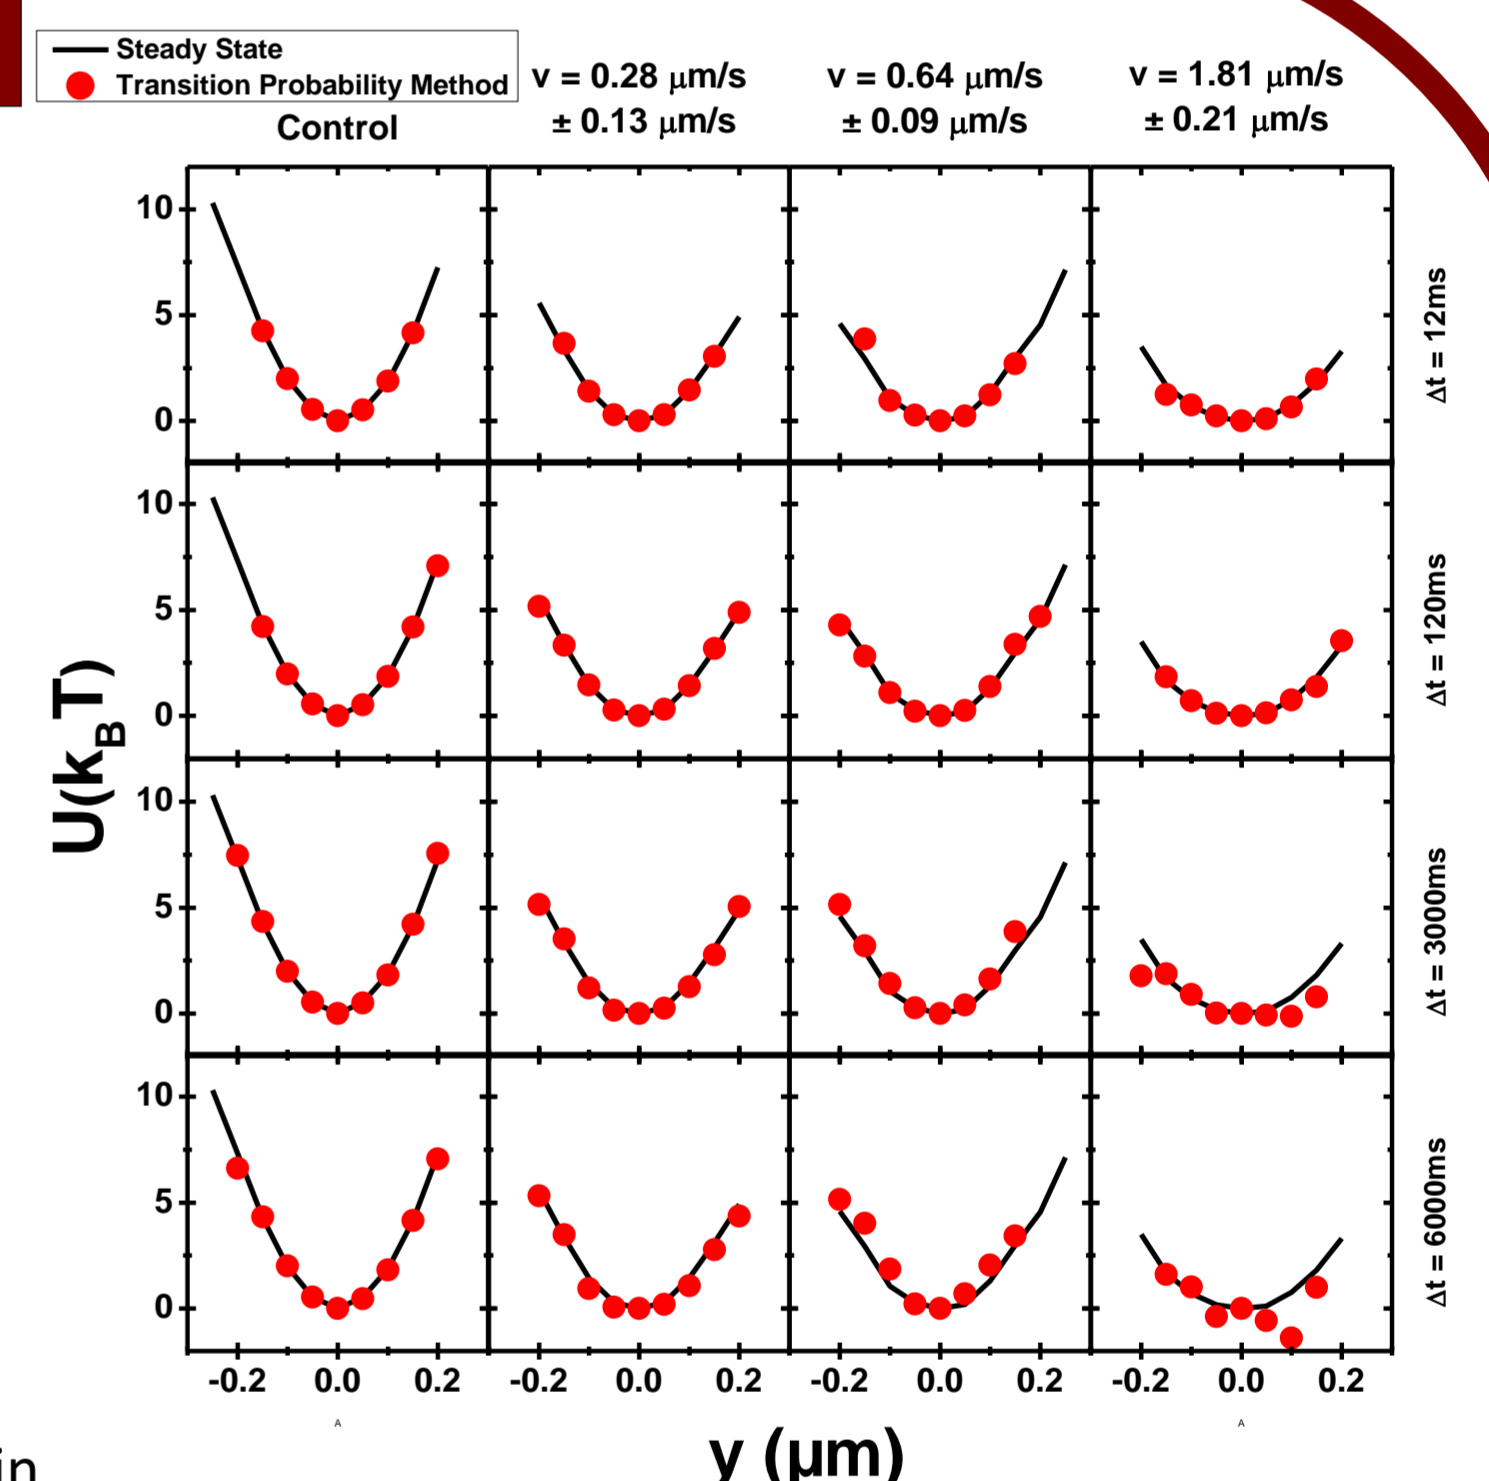 Steady State
Transition Probability Method
Control
v = 0.28 μm/s
± 0.13 μm/s
v = 0.64 μm/s
± 0.09 μm/s
v = 1.81 μm/s
± 0.21 μm/s
10
5
0
Δt = 12ms
10
5
0
Δt = 120ms
10
5
0
Δt = 3000ms
10
5
0
Δt = 6000ms
U(kBT)
-0.2 0.0 0.2 -0.2 0.0 0.2 -0.2 0.0 0.2 -0.2 0.0 0.2
A A
y (μm)
in